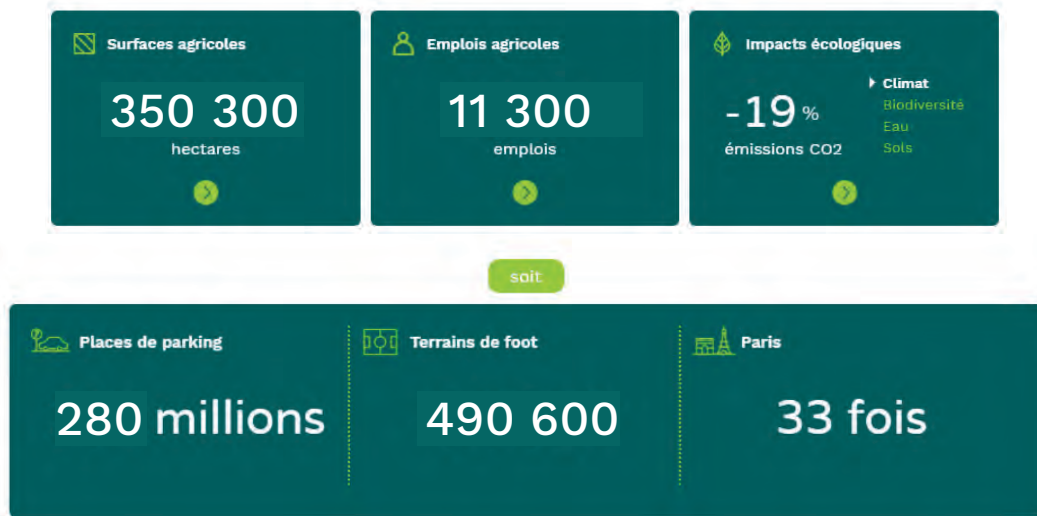 Surfaces agricoles
350 300
hectares
Emplois agricoles
11 300
emplois
Impacts écologiques
-19 %
émissions CO2
Climat
Biodiversité
Eau
Sols
soit
Places de parking
280 millions
Terrains de foot
490 600
Paris
33 fois